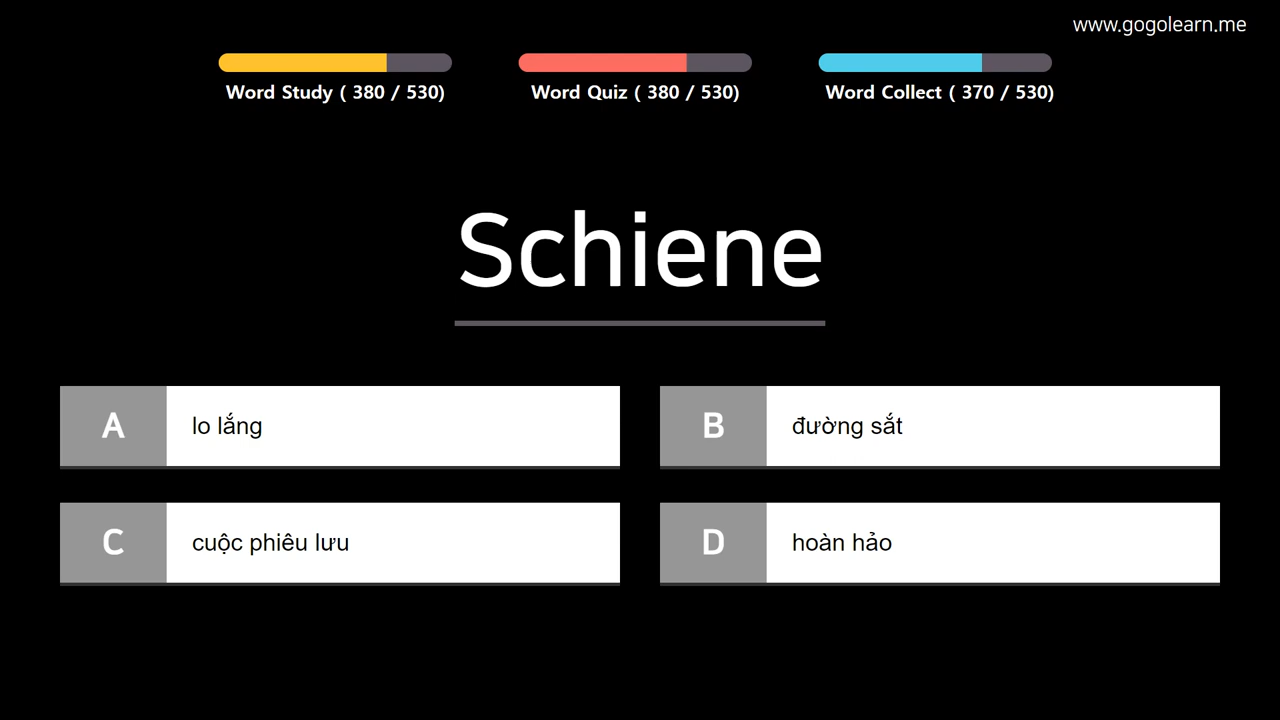 www.gogolearn.me
Word Study ( 380 / 530)
Word Quiz ( 380 / 530)
Word Collect ( 370 / 530)
Schiene
A lo lắng
B đường sắt
C cuộc phiêu lưu
D hoàn hảo